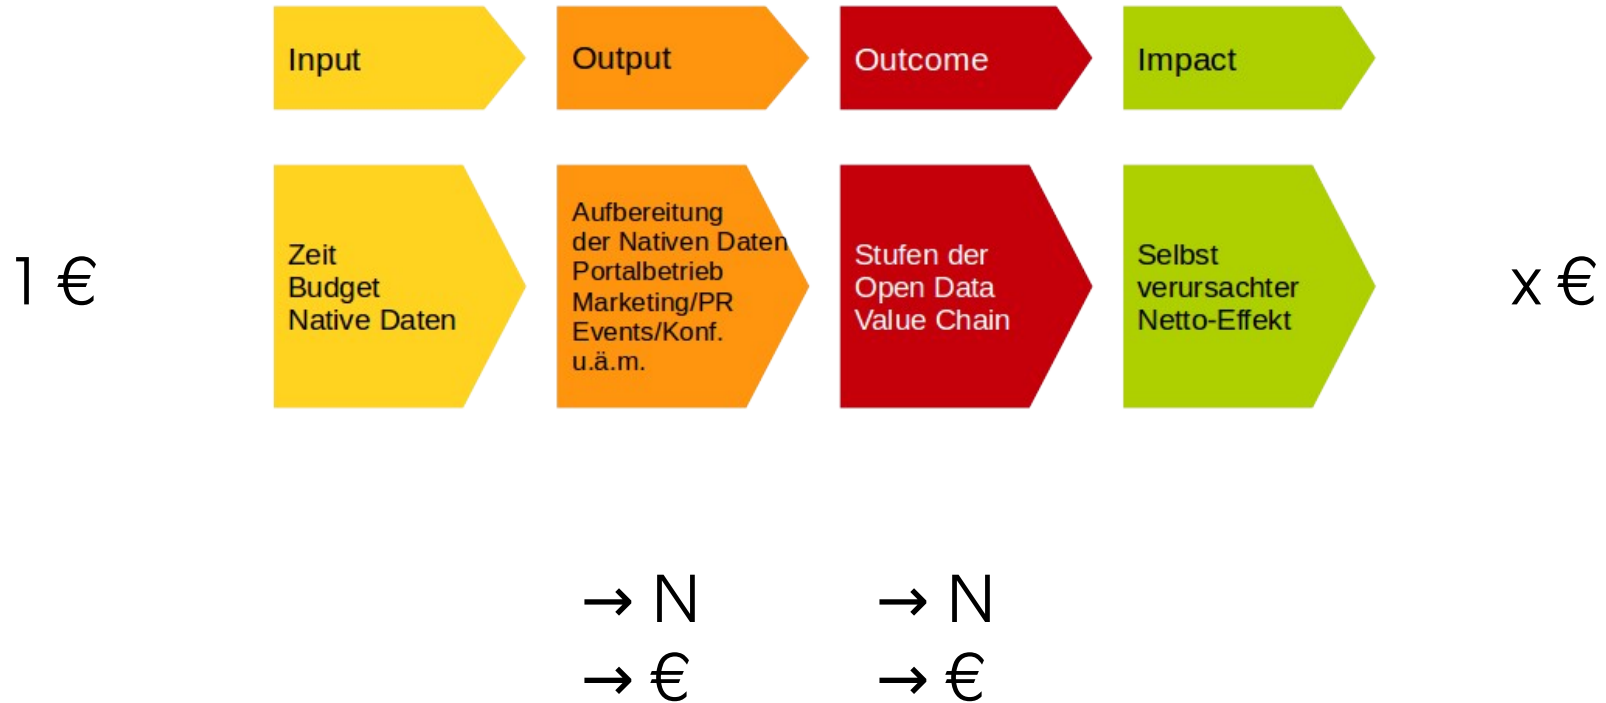 Input
Output
Outcome
Impact
1 €
Zeit
Budget
Native Daten
Aufbereitung
der Nativen Daten
Portalbetrieb
Marketing/PR
Events/Konf.
u.ä.m.
Stufen der
Open Data
Value Chain
Selbst
verursachter
Netto-Effekt
x €
→ N
→ €
→ N
→ €